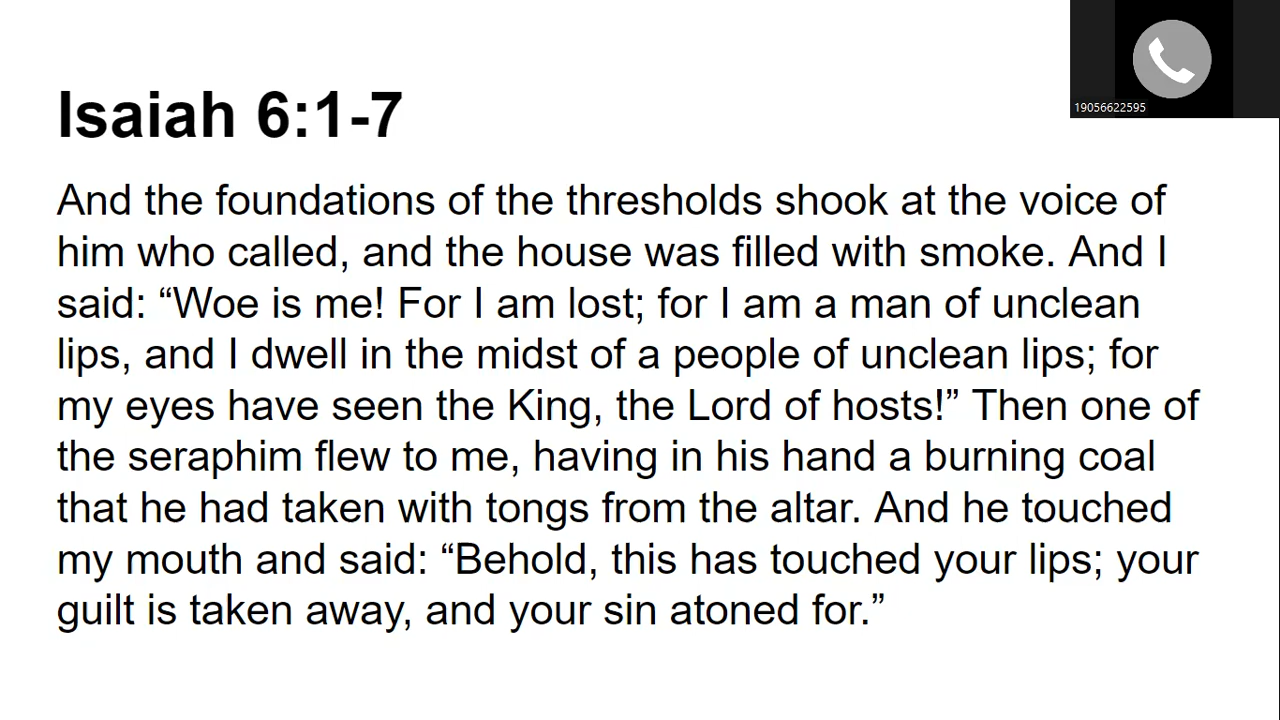 19056622595
Isaiah 6:1-7
And the foundations of the thresholds shook at the voice of
him who called, and the house was filled with smoke. And I
said: “Woe is me! For I am lost; for I am a man of unclean
lips, and I dwell in the midst of a people of unclean lips; for
my eyes have seen the King, the Lord of hosts!” Then one of
the seraphim flew to me, having in his hand a burning coal
that he had taken with tongs from the altar. And he touched
my mouth and said: “Behold, this has touched your lips; your
guilt is taken away, and your sin atoned for.”